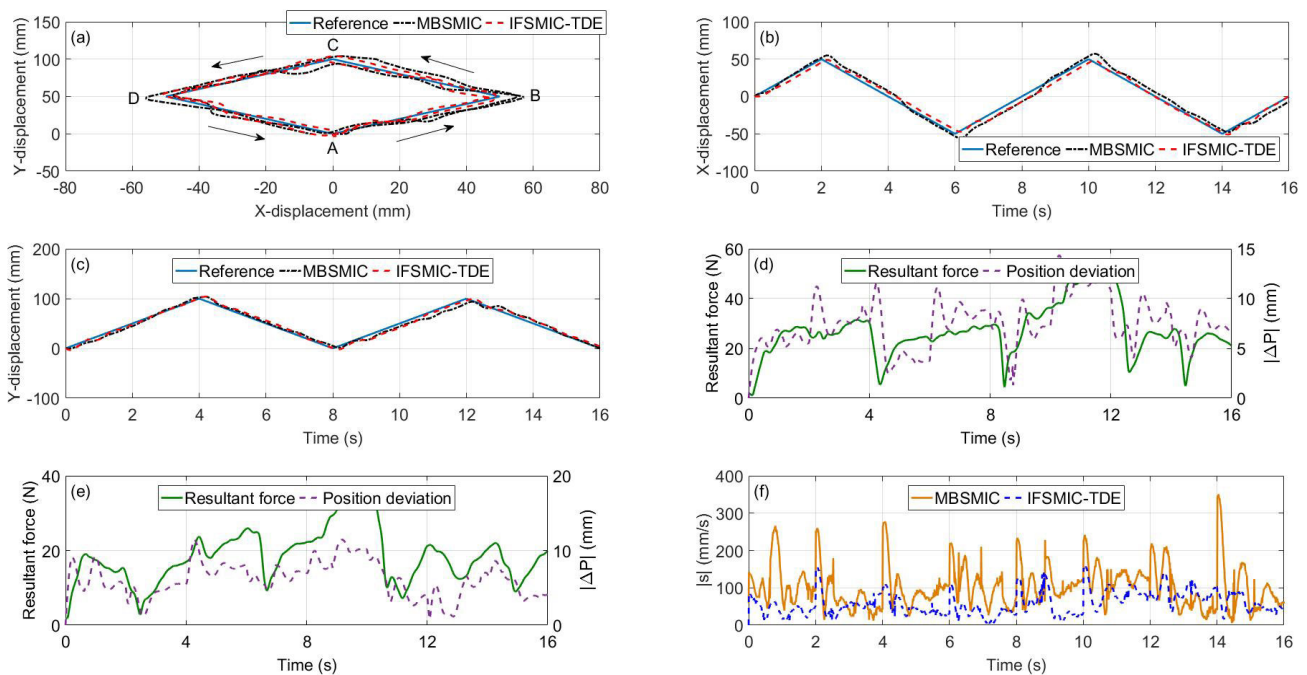 (a)
Reference MBSMIC IFSMIC-TDE
C
D
B
A
150
100
50
0
50
-80 -60 -40 -20 0 20 40 60 80
Y-displacement (mm)
X-displacement (mm)
(b)
100
50
0
-50
-100
0 2 4 6 8 10 12 14 16
X-displacement (mm)
Time (s)
Reference MBSMIC IFSMIC-TDE
(c)
Reference MBSMIC IFSMIC-TDE
200
100
0
-100
0 2 4 6 8 10 12 14 16
Y-displacement (mm)
Time (s)
(d)
Resultant force Position deviation
60
40
20
0
15
10
5
0
0 4 8 12 16
Resultant force (N)
|ΔP| (mm)
Time (s)
(e)
Resultant force Position deviation
40
20
0
20
10
0
0 4 8 12 16
Resultant force (N)
|ΔP| (mm)
Time (s)
(f)
MBSMIC IFSMIC-TDE
400
300
200
100
0
0 2 4 6 8 10 12 14 16
|s| (mm/s)
Time (s)